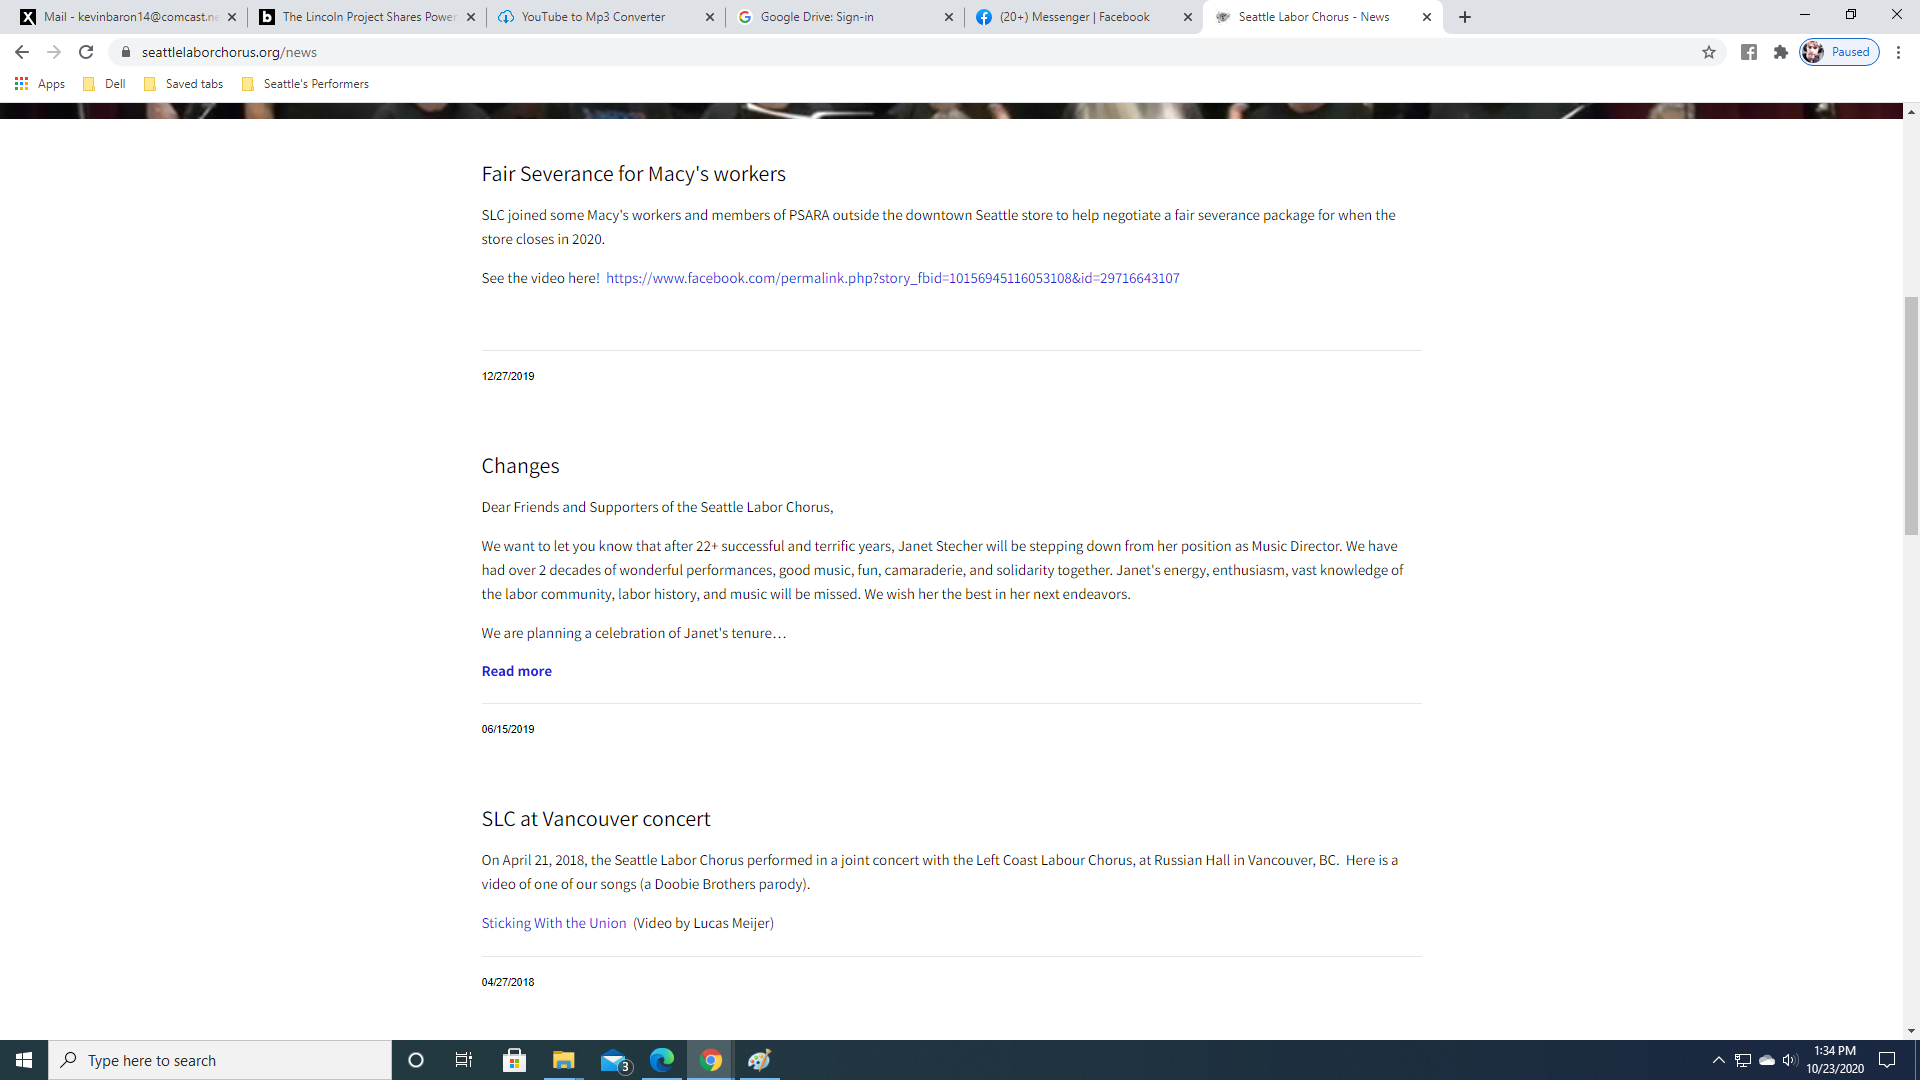 Mail - kevinbaron14@comcast.ne
The Lincoln Project Shares Power
YouTube to Mp3 Converter
Google Drive: Sign-in
(20+) Messenger | Facebook
Seattle Labor Chorus - News
seattlelaborchorus.org/news
Paused
Apps
Dell
Saved tabs
Seattle's Performers
Fair Severance for Macy's workers
SLC joined some Macy's workers and members of PSARA outside the downtown Seattle store to help negotiate a fair severance package for when the
store closes in 2020.
See the video here!  https://www.facebook.com/permalink.php?story_fbid=10156945116053108&id=29716643107
12/27/2019
Changes
Dear Friends and Supporters of the Seattle Labor Chorus,
We want to let you know that after 22+ successful and terrific years, Janet Stecher will be stepping down from her position as Music Director. We have
had over 2 decades of wonderful performances, good music, fun, camaraderie, and solidarity together. Janet's energy, enthusiasm, vast knowledge of
the labor community, labor history, and music will be missed. We wish her the best in her next endeavors.
We are planning a celebration of Janet's tenure…
Read more
06/15/2019
SLC at Vancouver concert
On April 21, 2018, the Seattle Labor Chorus performed in a joint concert with the Left Coast Labour Chorus, at Russian Hall in Vancouver, BC.  Here is a
video of one of our songs (a Doobie Brothers parody).
Sticking With the Union  (Video by Lucas Meijer)
04/27/2018
Type here to search
3
1:34 PM
10/23/2020